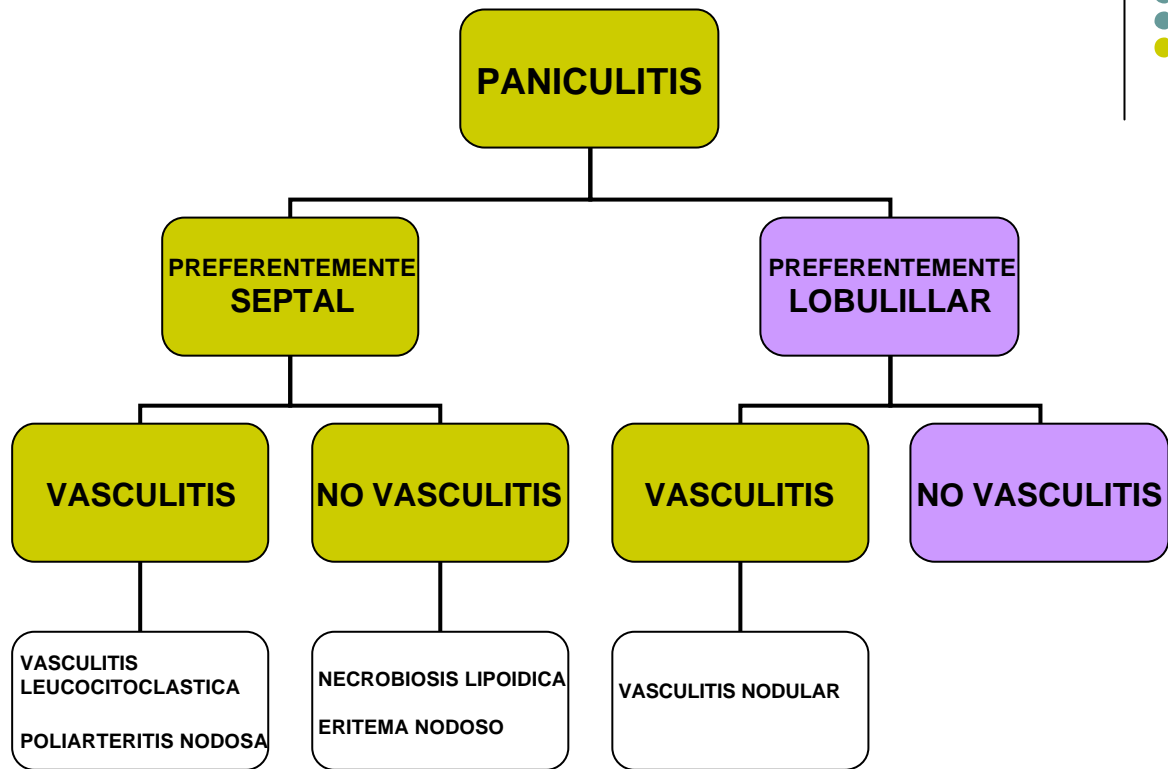 PANICULITIS
PREFERENTEMENTE
SEPTAL
PREFERENTEMENTE
LOBULILLAR
VASCULITIS
NO VASCULITIS
VASCULITIS
NO VASCULITIS
VASCULITIS
LEUCOCITOCLASTICA
POLIARTERITIS NODOSA
NECROBIOSIS LIPOIDICA
ERITEMA NODOSO
VASCULITIS NODULAR